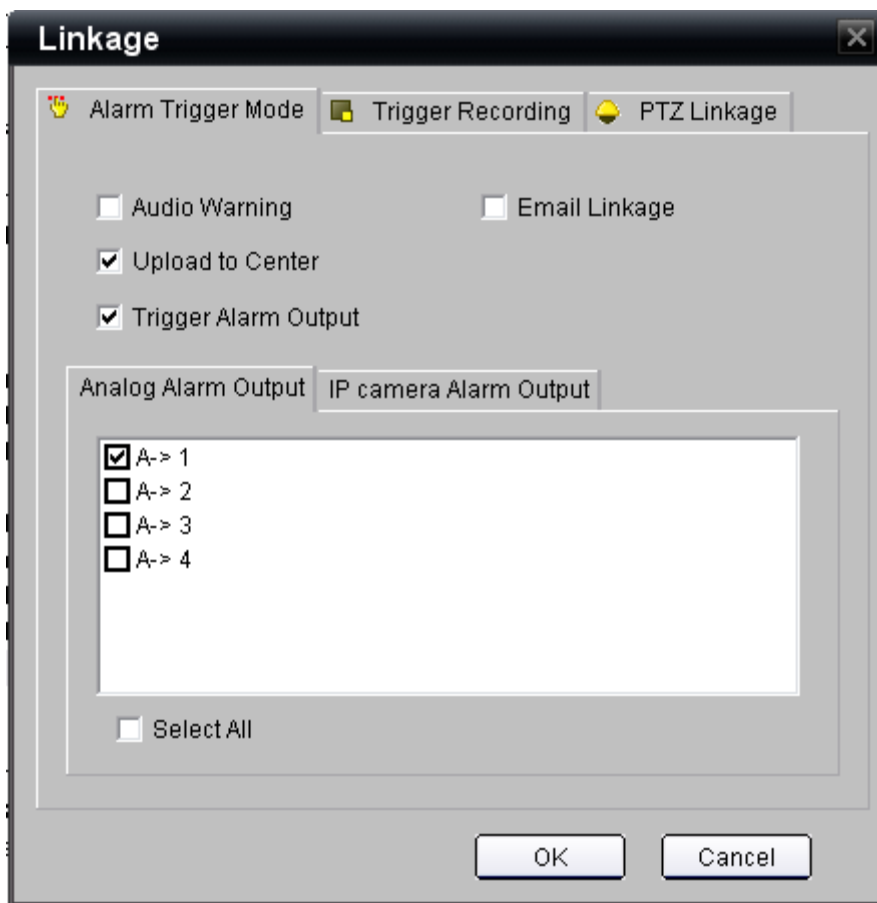 Linkage
Alarm Trigger Mode
Trigger Recording
PTZ Linkage
Audio Warning
Email Linkage
Upload to Center
Trigger Alarm Output
Analog Alarm Output
IP camera Alarm Output
A-> 1
A-> 2
A-> 3
A-> 4
Select All
OK
Cancel